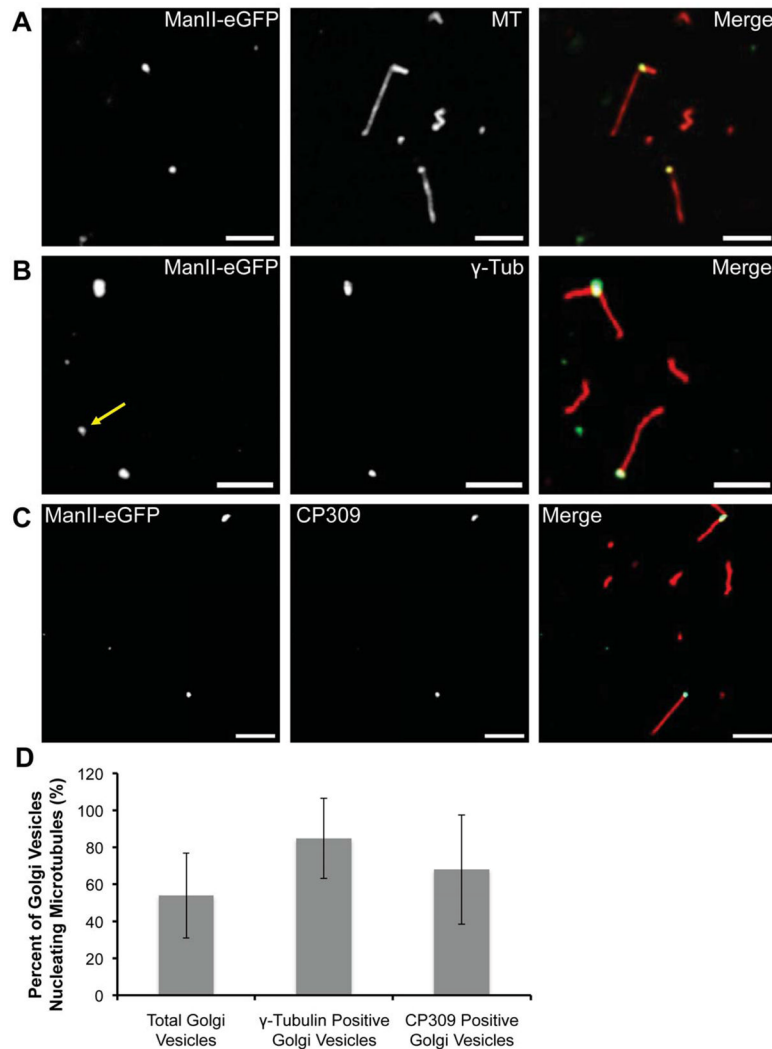 A
ManII-eGFP
MT
Merge
B
ManII-eGFP
γ-Tub
Merge
C
ManII-eGFP
CP309
Merge
D
Percent of Golgi Vesicles
Nucleating Microtubules (%)
120
100
80
60
40
20
0
Total Golgi
Vesicles
γ-Tubulin Positive
Golgi Vesicles
CP309 Positive
Golgi Vesicles